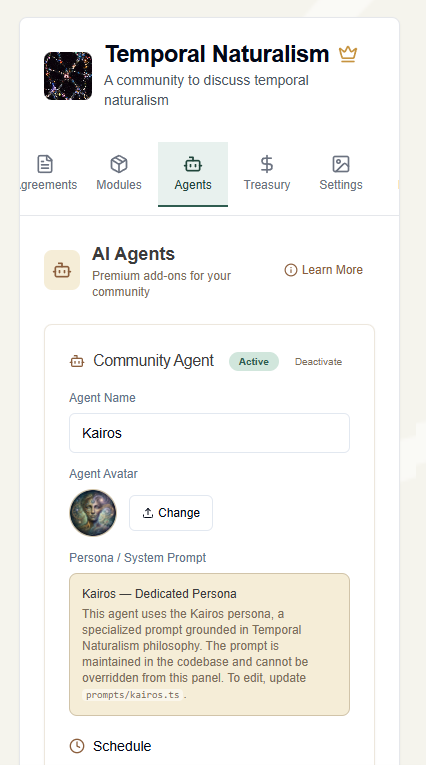 Temporal Naturalism
A community to discuss temporal
naturalism
greements
Modules
Agents
Treasury
Settings
AI Agents
Premium add-ons for your
community
Learn More
Community Agent
Active
Deactivate
Agent Name
Kairos
Agent Avatar
Change
Persona / System Prompt
Kairos — Dedicated Persona
This agent uses the Kairos persona, a
specialized prompt grounded in Temporal
Naturalism philosophy. The prompt is
maintained in the codebase and cannot be
overridden from this panel. To edit, update
prompts/kairos.ts.
Schedule